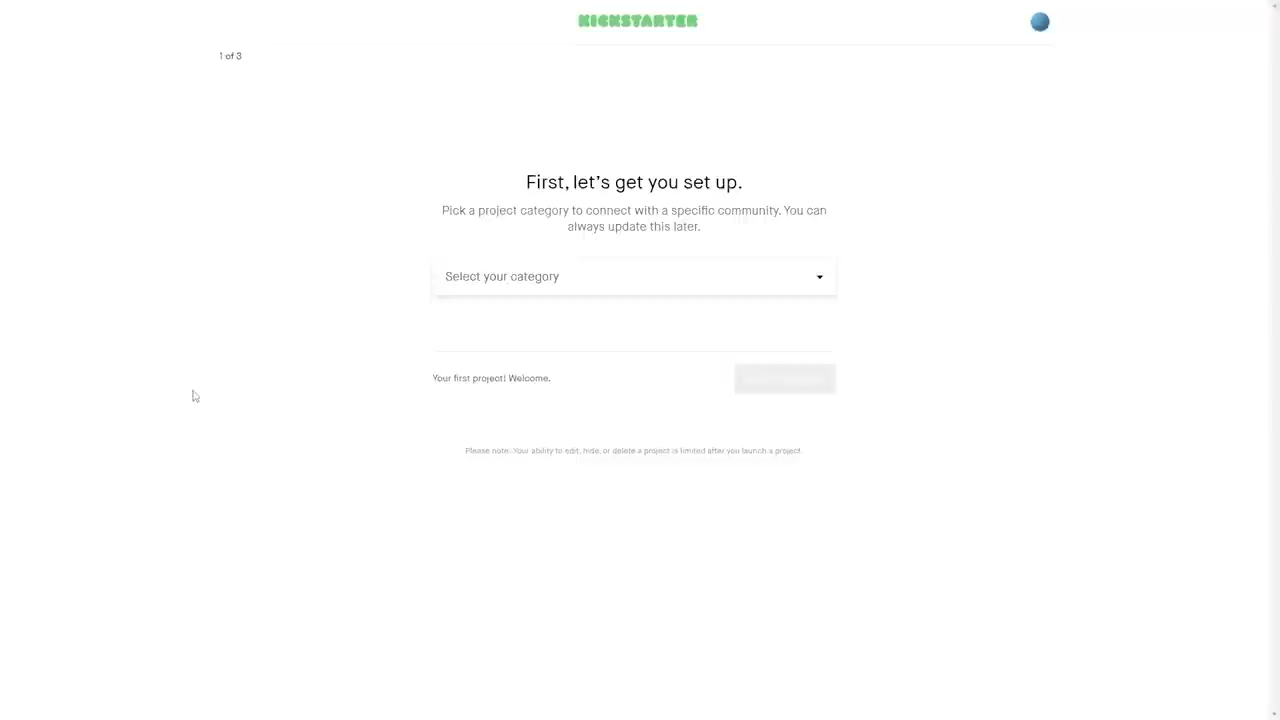 KICKSTARTER
1 of 3
First, let's get you set up.
Pick a project category to connect with a specific community. You can
always update this later.
Select your category
Your first project! Welcome.
Please note: Your ability to edit, hide, or delete a project is limited after you launch a project.